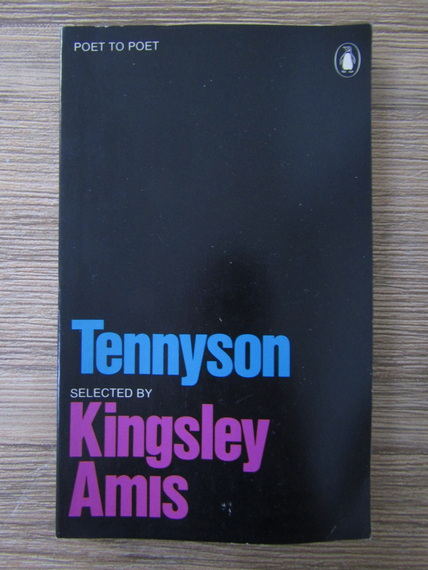 POET TO POET
Tennyson
SELECTED BY
Kingsley
Amis